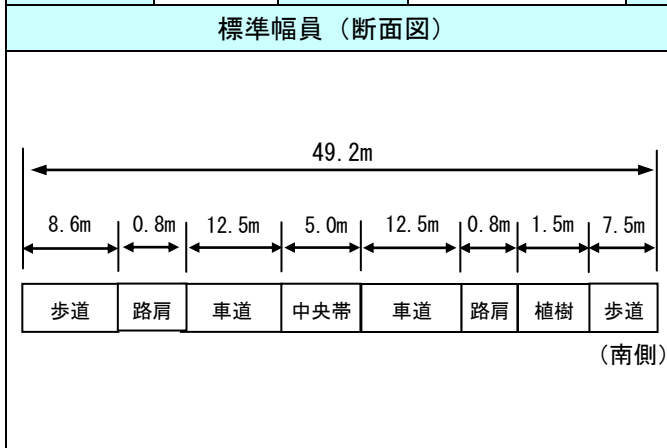 標準幅員（断面図）
49.2m
8.6m 0.8m 12.5m 5.0m 12.5m 0.8m 1.5m 7.5m
歩道 路肩 車道 中央帯 車道 路肩 植樹 歩道
（南側）